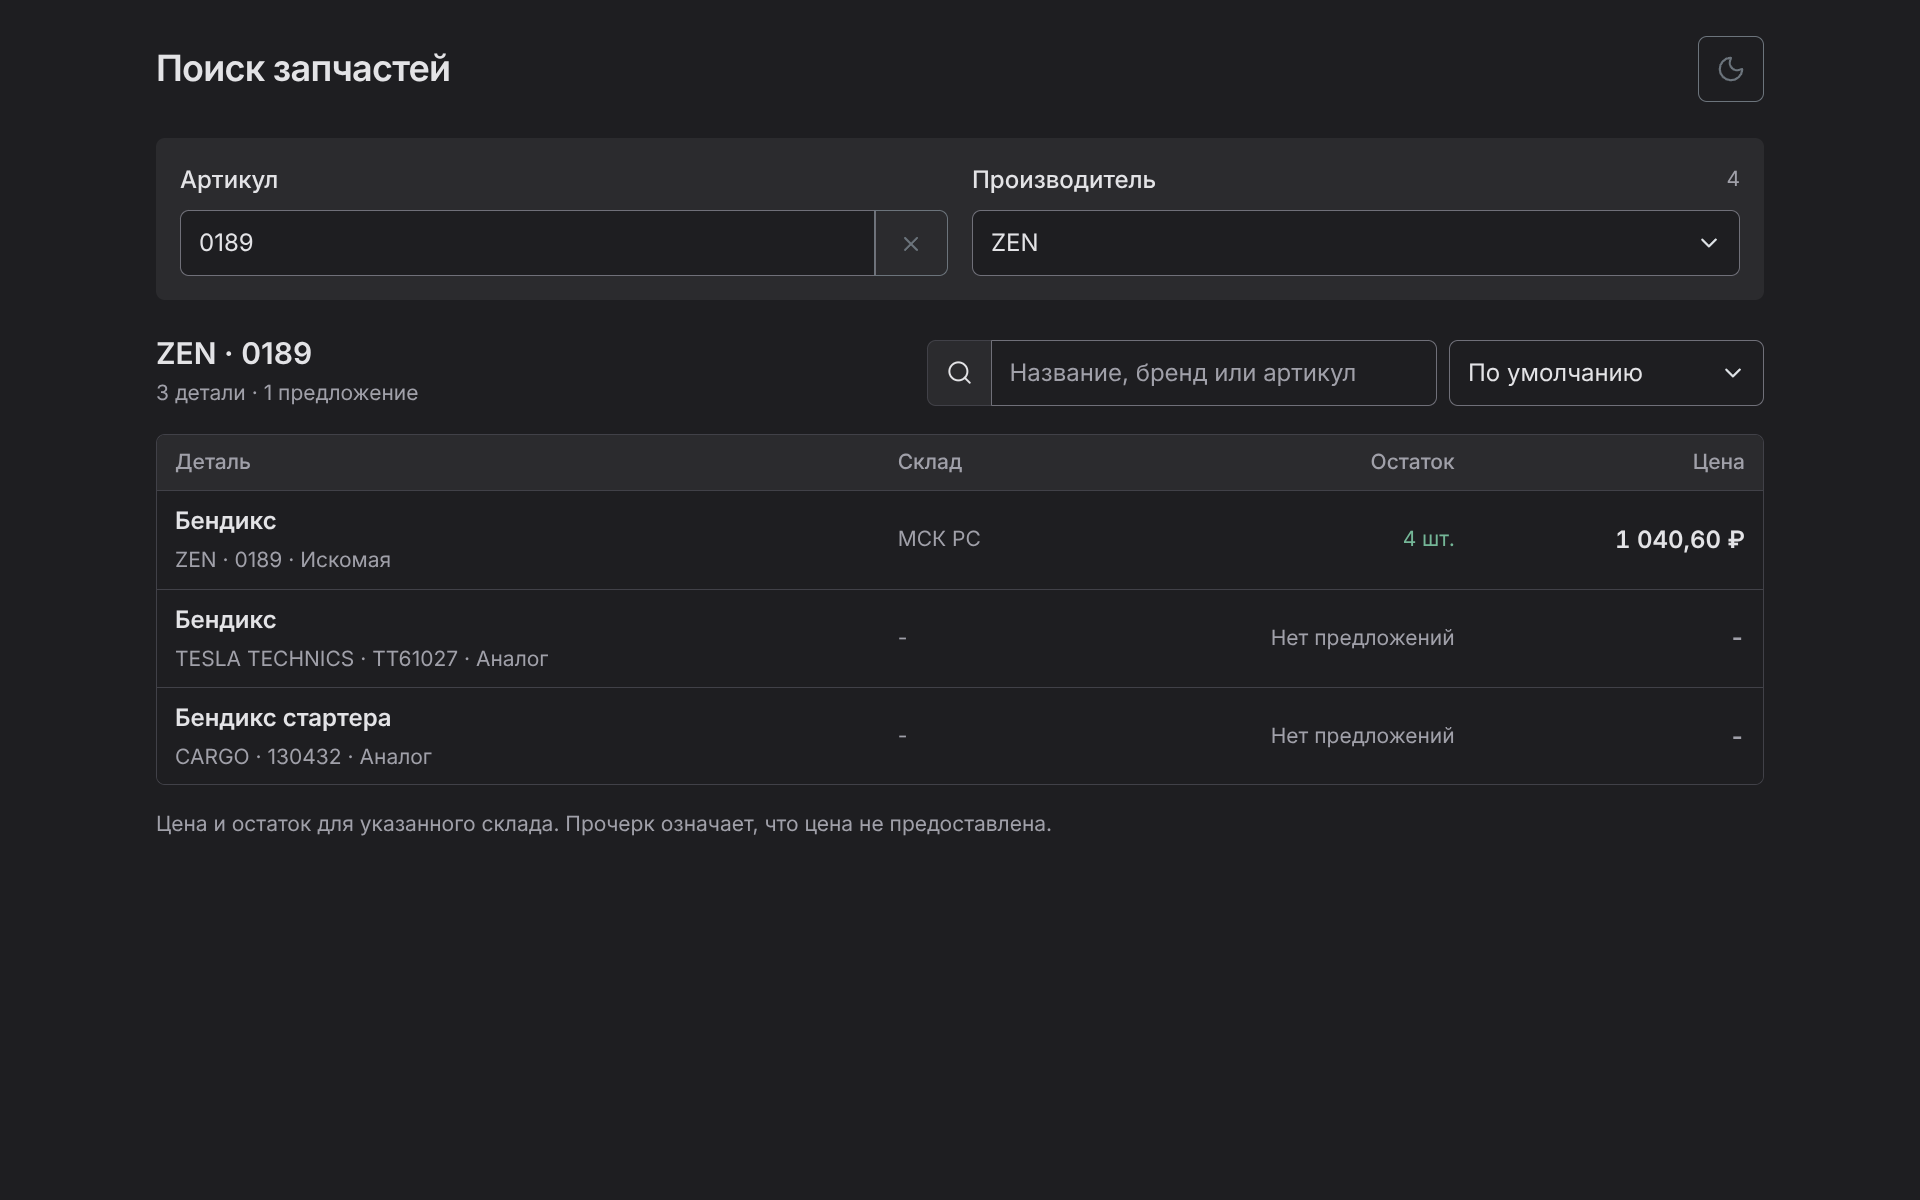 Поиск запчастей
Артикул
0189
Производитель
4
ZEN
ZEN · 0189
3 детали · 1 предложение
Название, бренд или артикул
По умолчанию
Деталь Склад Остаток Цена
Бендикс
ZEN · 0189 · Искомая
МСК РС
4 шт.
1 040,60 ₽
Бендикс
TESLA TECHNICS · TT61027 · Аналог
-
Нет предложений
-
Бендикс стартера
CARGO · 130432 · Аналог
-
Нет предложений
-
Цена и остаток для указанного склада. Прочерк означает, что цена не предоставлена.